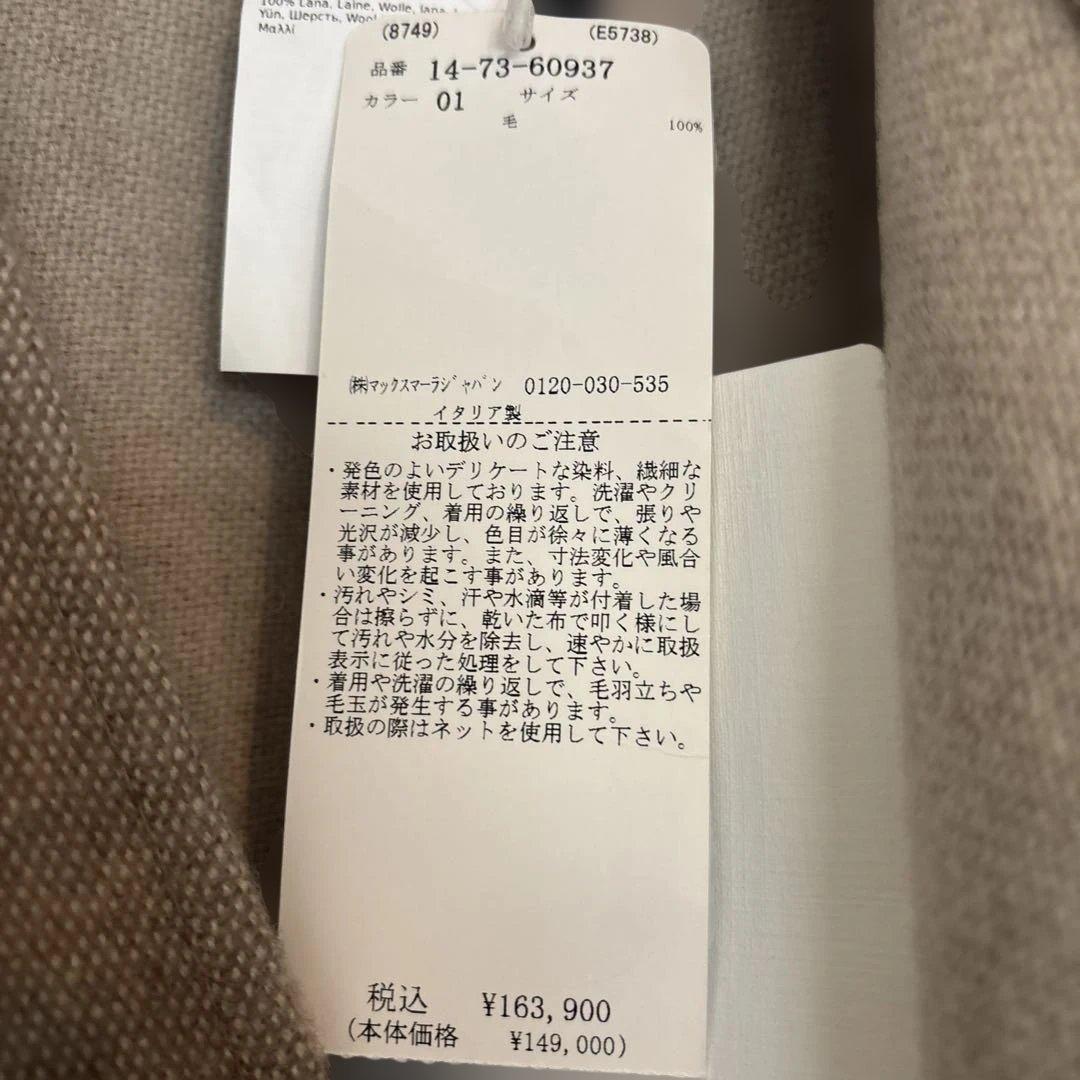 100% Lana, Laine, Wolle, lana,
Yün, Шерсть, Wool
Μαλλί
(8749) (E5738)
品番 14-73-60937
カラー 01 サイズ
毛 100%
㈱マックスマーラジャパン 0120-030-535
イタリア製
お取扱いのご注意
・発色のよいデリケートな染料、繊細な
素材を使用しております。洗濯やクリ
ーニング、着用の繰り返しで、張りや
光沢が減少し、色目が徐々に薄くなる
事があります。また、寸法変化や風合
い変化を起こす事があります。
・汚れやシミ、汗や水滴等が付着した場
合は擦らずに、乾いた布で叩く様にし
て汚れや水分を除去し、速やかに取扱
表示に従った処理をして下さい。
・着用や洗濯の繰り返しで、毛羽立ちや
毛玉が発生する事があります。
・取扱の際はネットを使用して下さい。
税込 ¥163,900
(本体価格 ¥149,000)